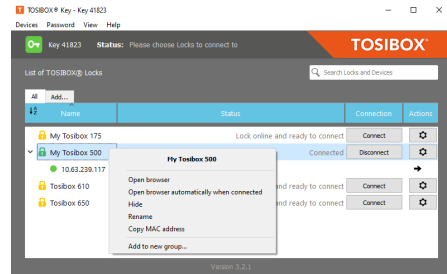 TOSIBOX® Key - Key 41823
Devices Password View Help
Key 41823 Status: Please choose Locks to connect to TOSIBOX®
List of TOSIBOX® Locks Search Locks and Devices
All Add...
Name Status Connection Actions
My Tosibox 175 Lock online and ready to connect Connect
My Tosibox 500 Connected Disconnect
My Tosibox 500
10.63.239.117
Open browser
Tosibox 610 and ready to connect Connect
Open browser automatically when connected
Hide
Tosibox 650 and ready to connect Connect
Rename
Copy MAC address
Add to new group...
Version 3.2.1